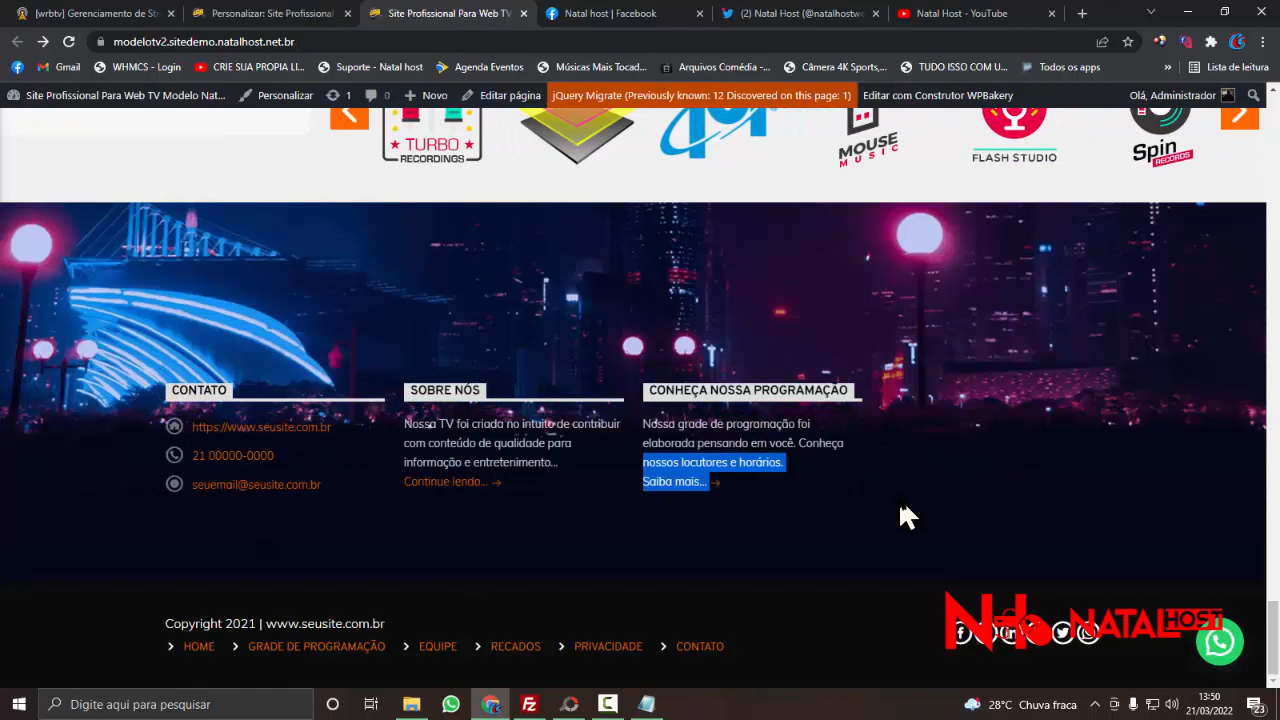 [wrbtv] Gerenciamento de Str
Personalizar: Site Profissional P
Site Profissional Para Web TV M
Natal host | Facebook
(2) Natal Host (@natalhostwe
Natal Host - YouTube
modelotv2.sitedemo.natalhost.net.br
Gmail
WHMCS - Login
CRIE SUA PROPIA LI...
Suporte - Natal host
Agenda Eventos
Músicas Mais Tocad...
Arquivos Comédia -...
Câmera 4K Sports,...
TUDO ISSO COM U...
Todos os apps
»
Lista de leitura
Site Profissional Para Web TV Modelo Nat...
Personalizar
1
0
Novo
Editar página
jQuery Migrate (Previously known: 12 Discovered on this page: 1)
Editar com Construtor WPBakery
Olá, Administrador
TURBO
RECORDINGS
MOUSE
MUSIC
FLASH STUDIO
Spin
RECORDS
CONTATO
https://www.seusite.com.br
21 00000-0000
seuemail@seusite.com.br
SOBRE NÓS
Nossa TV foi criada no intuito de contribuir
com conteúdo de qualidade para
informação e entretenimento...
Continue lendo...
CONHEÇA NOSSA PROGRAMAÇÃO
Nossa grade de programação foi
elaborada pensando em você. Conheça
nossos locutores e horários.
Saiba mais...
Copyright 2021 | www.seusite.com.br
HOME
GRADE DE PROGRAMAÇÃO
EQUIPE
RECADOS
PRIVACIDADE
CONTATO
NATALHOST
Digite aqui para pesquisar
28°C Chuva fraca
13:50
21/03/2022
23